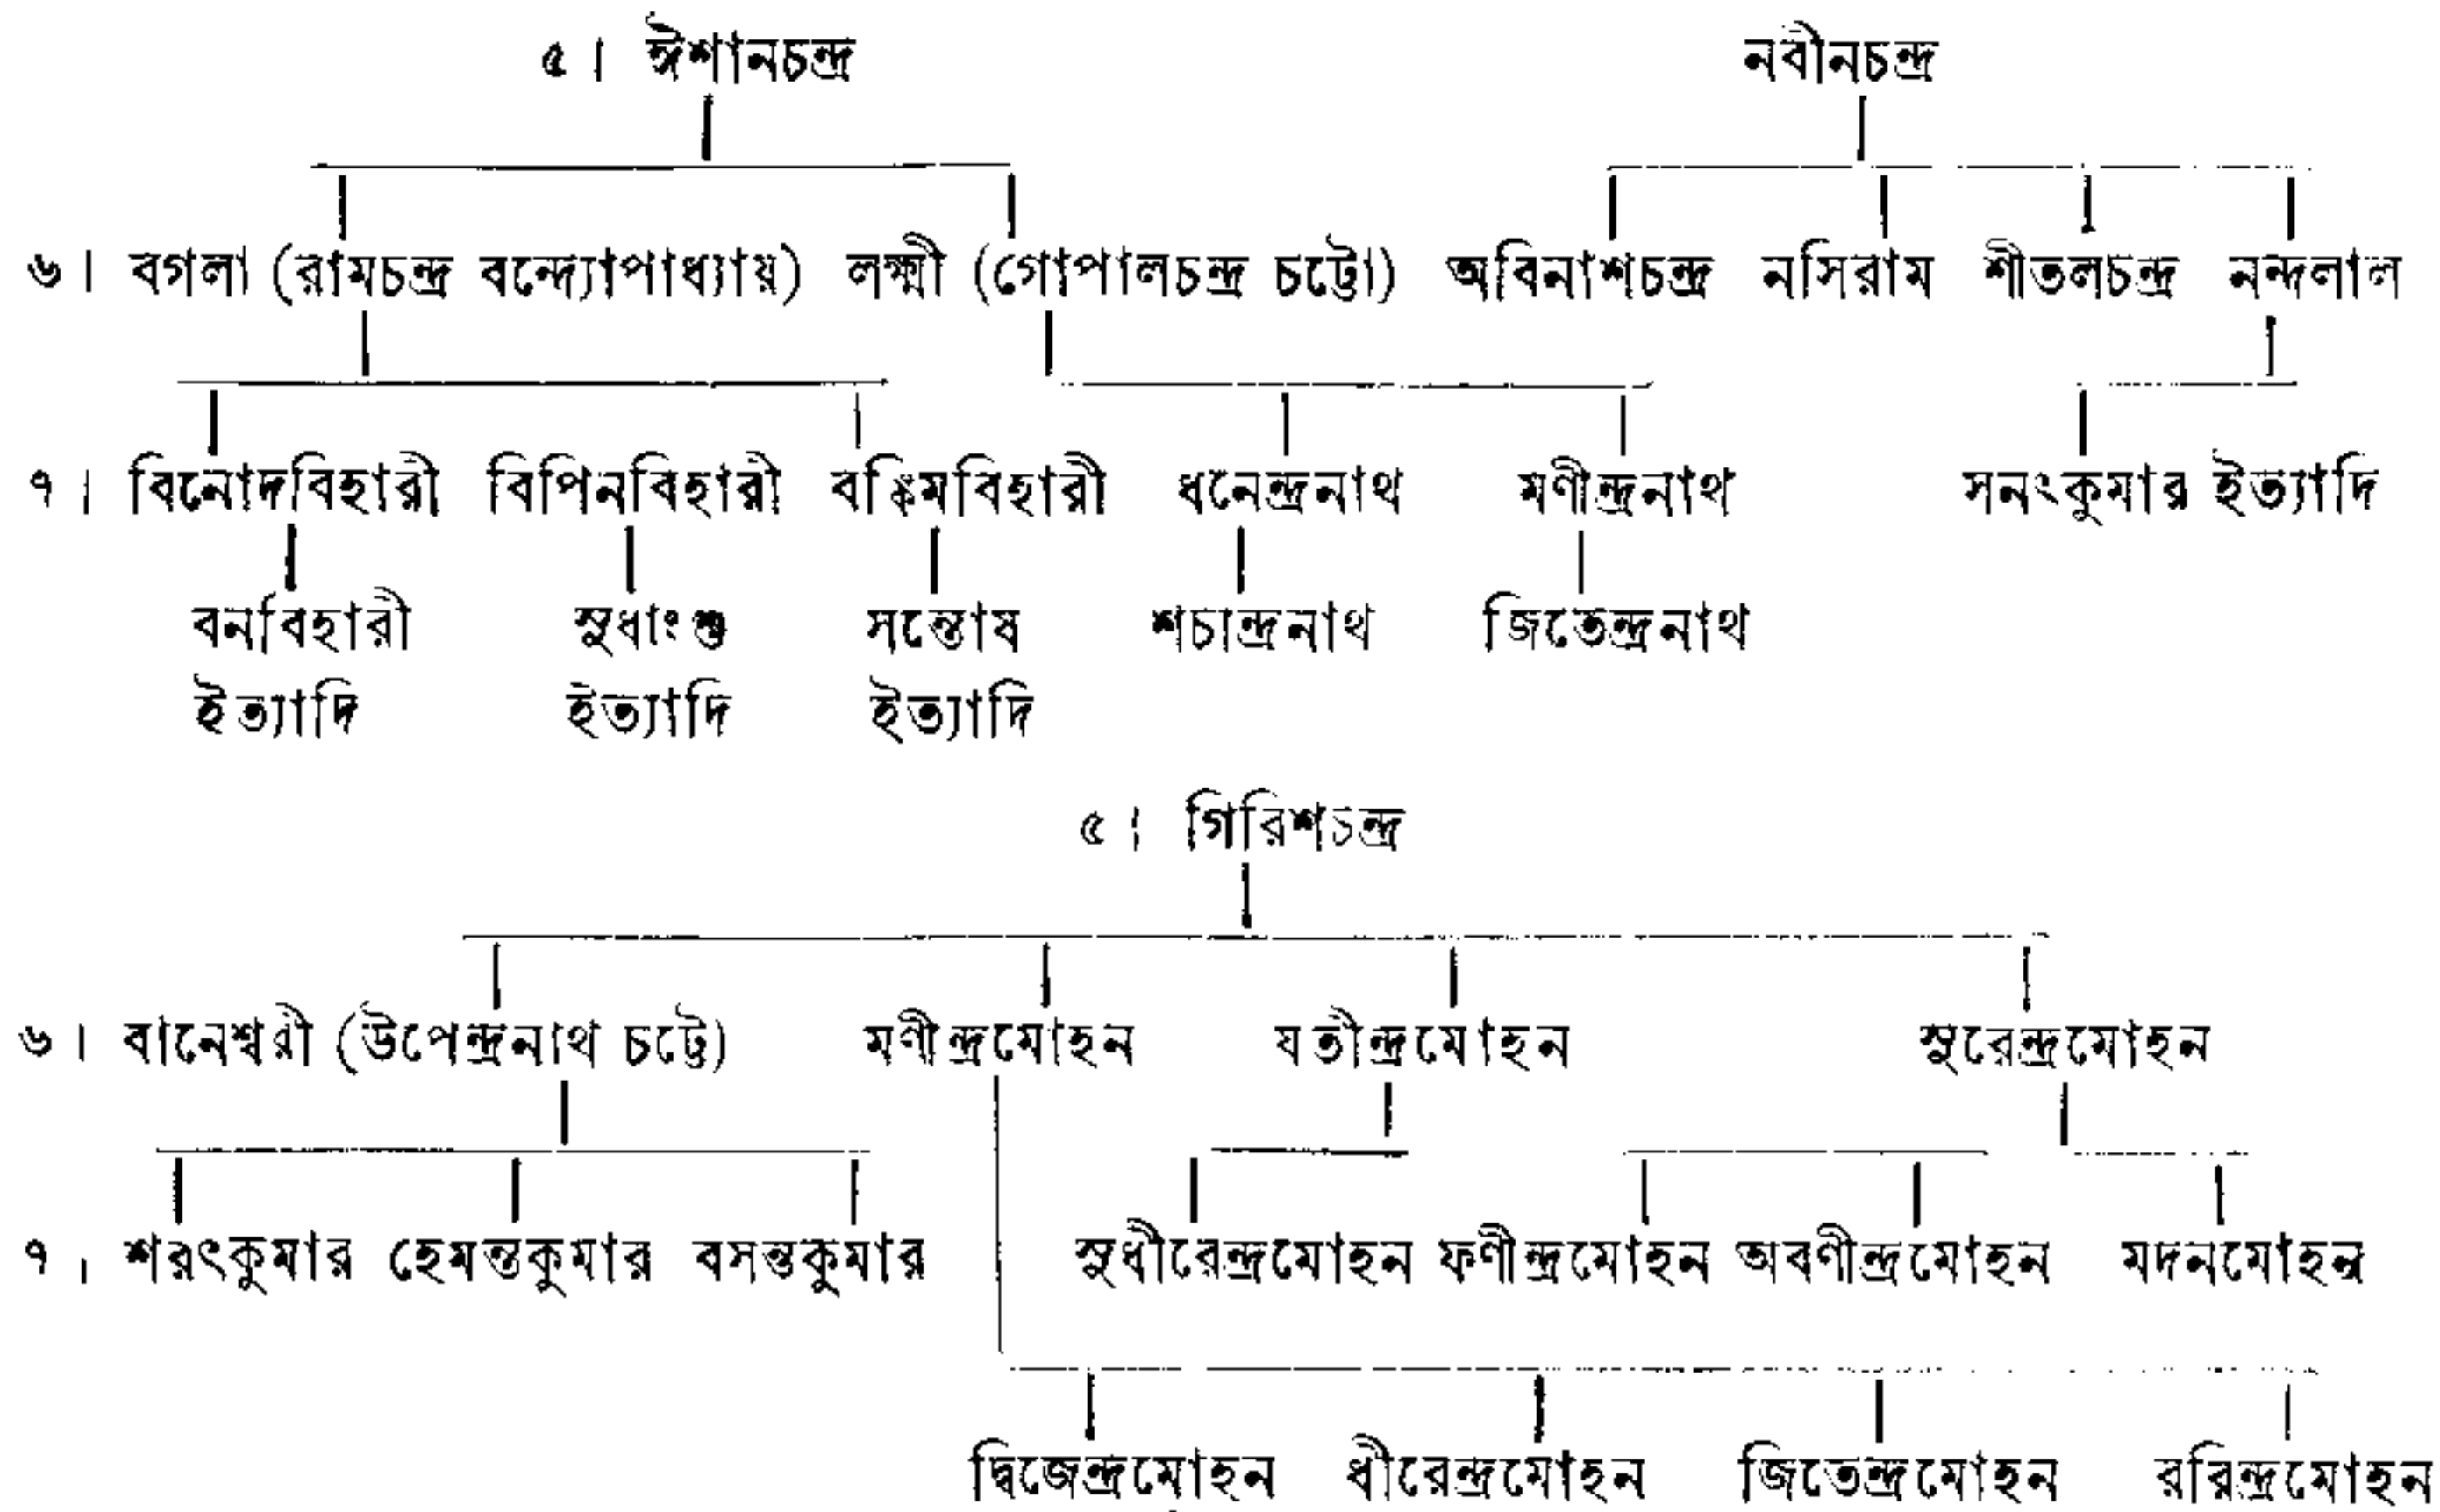 ৫। ঈশানচন্দ্র নবীনচন্দ্র
৬। বগলা (রামচন্দ্র বন্দ্যোপাধ্যায়) লক্ষ্মী (গোপালচন্দ্র চট্টো) অবিনাশচন্দ্র নসিরাম শীতলচন্দ্র নন্দলাল
৭। বিনোদবিহারী বিপিনবিহারী বঙ্কিমবিহারী ধনেন্দ্রনাথ মণীন্দ্রনাথ সনৎকুমার ইত্যাদি
বনবিহারী সুধাংশু সন্তোষ শচীন্দ্রনাথ জিতেন্দ্রনাথ
ইত্যাদি ইত্যাদি ইত্যাদি
৫। গিরিশচন্দ্র
৬। বানেশ্বরী (উপেন্দ্রনাথ চট্টে) মণীন্দ্রমোহন যতীন্দ্রমোহন সুরেন্দ্রমোহন
৭। শরৎকুমার হেমন্তকুমার বসন্তকুমার সুধীরেন্দ্রমোহন ফণীন্দ্রমোহন অবণীন্দ্রমোহন মদনমোহন
দ্বিজেন্দ্রমোহন ধীরেন্দ্রমোহন জিতেন্দ্রমোহন রবিন্দ্রমোহন